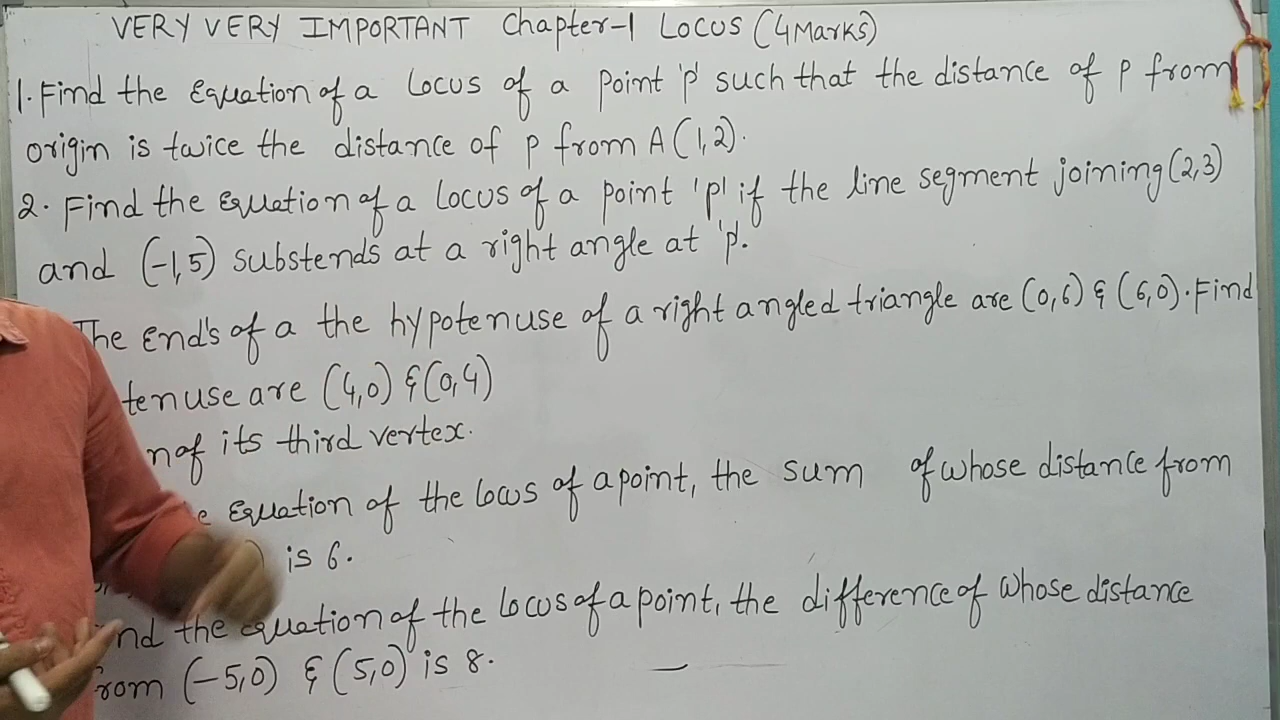 VERY VERY IMPORTANT Chapter-1 Locus (4Marks)
1. Find the Equation of a Locus of a Point 'p' such that the distance of p from
origin is twice the distance of p from A(1,2).
2. Find the Equation of a Locus of a point 'p' if the line segment joining (2,3)
and (-1,5) substends at a right angle at 'p'.
The End's of a the hypotenuse of a right angled triangle are (0,6) & (6,0). Find
tenuse are (4,0) & (0,4)
n of its third vertex.
e Equation of the locus of a point, the sum of whose distance from
) is 6.
nd the equation of the locus of a point, the difference of whose distance
rom (-5,0) & (5,0) is 8.